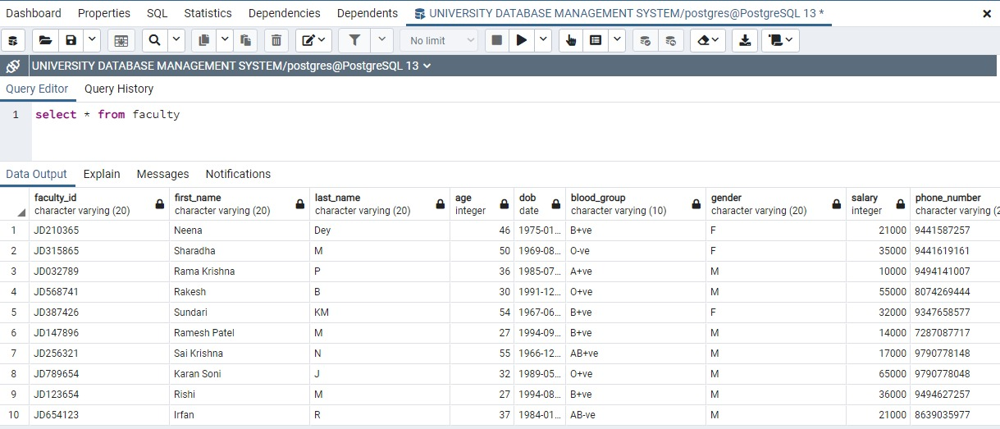 Dashboard Properties SQL Statistics Dependencies Dependents UNIVERSITY DATABASE MANAGEMENT SYSTEM/postgres@PostgreSQL 13 *
No limit
UNIVERSITY DATABASE MANAGEMENT SYSTEM/postgres@PostgreSQL 13
Query Editor Query History
1 select * from faculty
Data Output Explain Messages Notifications
faculty_id first_name last_name age dob blood_group gender salary phone_number
character varying (20) character varying (20) character varying (20) integer date character varying (10) character varying (20) integer character varying (2
1 JD210365 Neena Dey 46 1975-01... B+ve F 21000 9441587257
2 JD315865 Sharadha M 50 1969-08... O-ve F 35000 9441619161
3 JD032789 Rama Krishna P 36 1985-07... A+ve M 10000 9494141007
4 JD568741 Rakesh B 30 1991-12... O+ve M 55000 8074269444
5 JD387426 Sundari KM 54 1967-06... B+ve F 32000 9347658577
6 JD147896 Ramesh Patel M 27 1994-09... B+ve M 14000 7287087717
7 JD256321 Sai Krishna N 55 1966-12... AB+ve M 17000 9790778148
8 JD789654 Karan Soni J 32 1989-05... O+ve M 65000 9790778048
9 JD123654 Rishi M 27 1994-08... B+ve M 36000 9494627257
10 JD654123 Irfan R 37 1984-01... AB-ve M 21000 8639035977